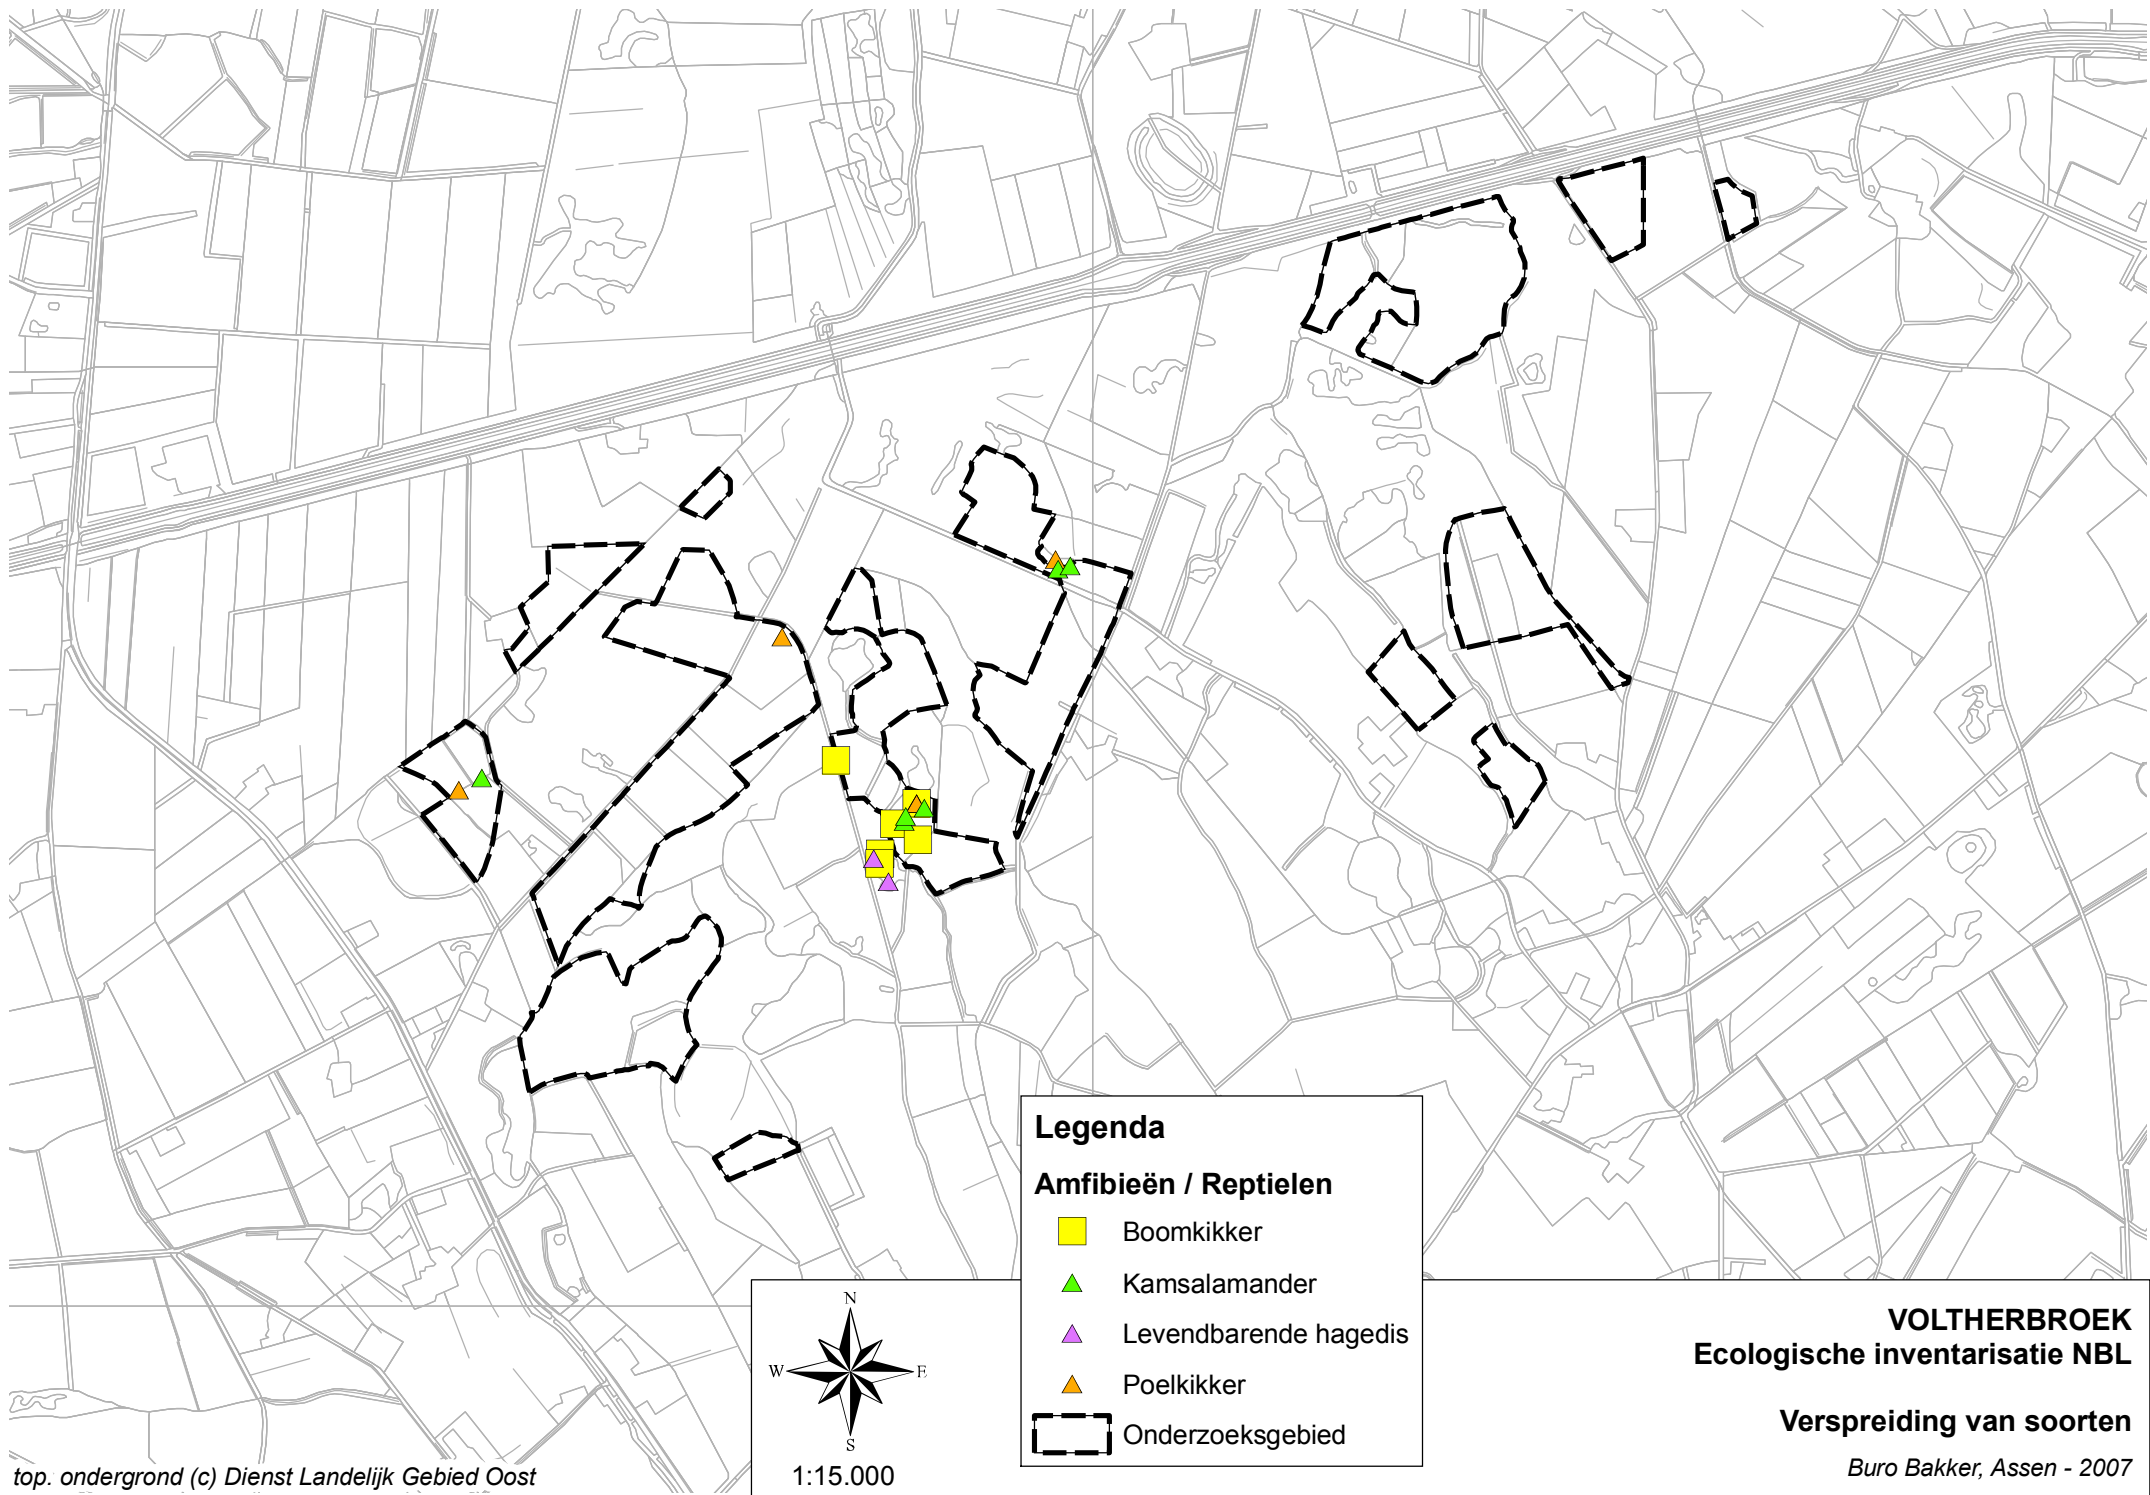 Legenda
Amfibieën / Reptielen
Boomkikker
Kamsalamander
Levendbarende hagedis
Poelkikker
Onderzoeksgebied
N
W
E
S
1:15.000
VOLTHERBROEK
Ecologische inventarisatie NBL
Verspreiding van soorten
Buro Bakker, Assen - 2007
top. ondergrond (c) Dienst Landelijk Gebied Oost